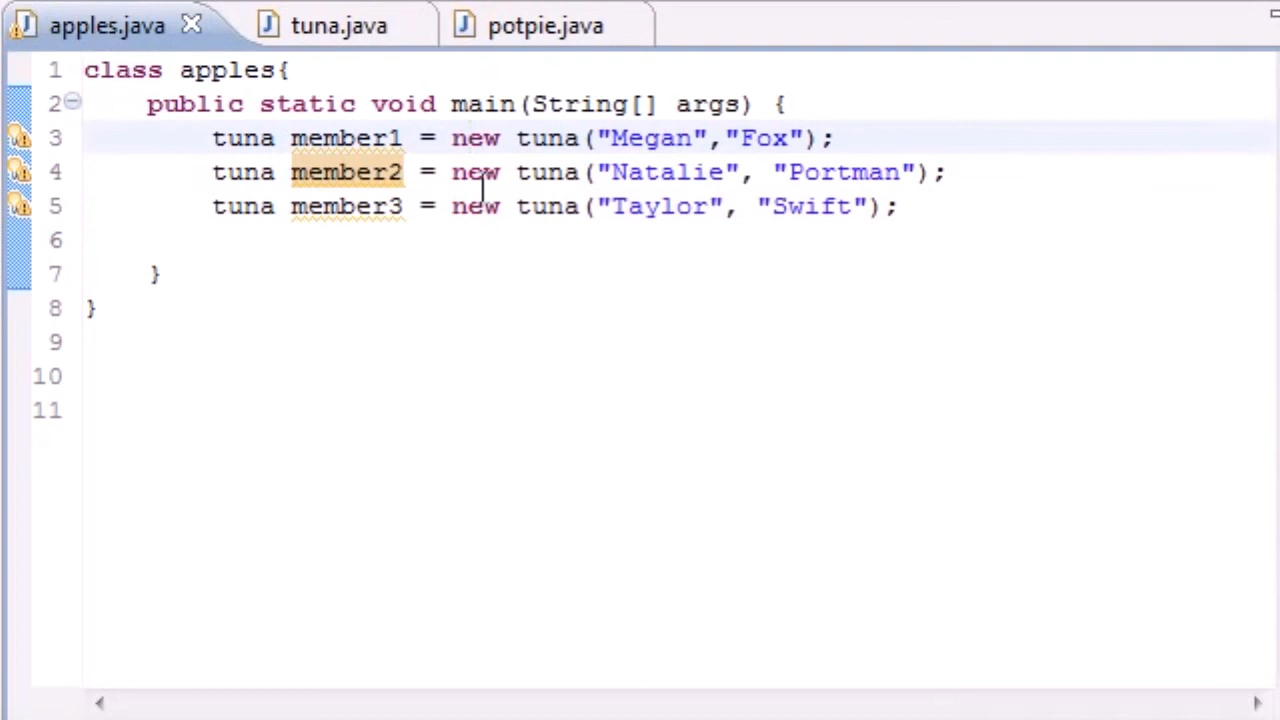 apples.java tuna.java potpie.java
1 class apples{
2 public static void main(String[] args) {
3 tuna member1 = new tuna("Megan","Fox");
4 tuna member2 = new tuna("Natalie", "Portman");
5 tuna member3 = new tuna("Taylor", "Swift");
6
7 }
8 }
9
10
11